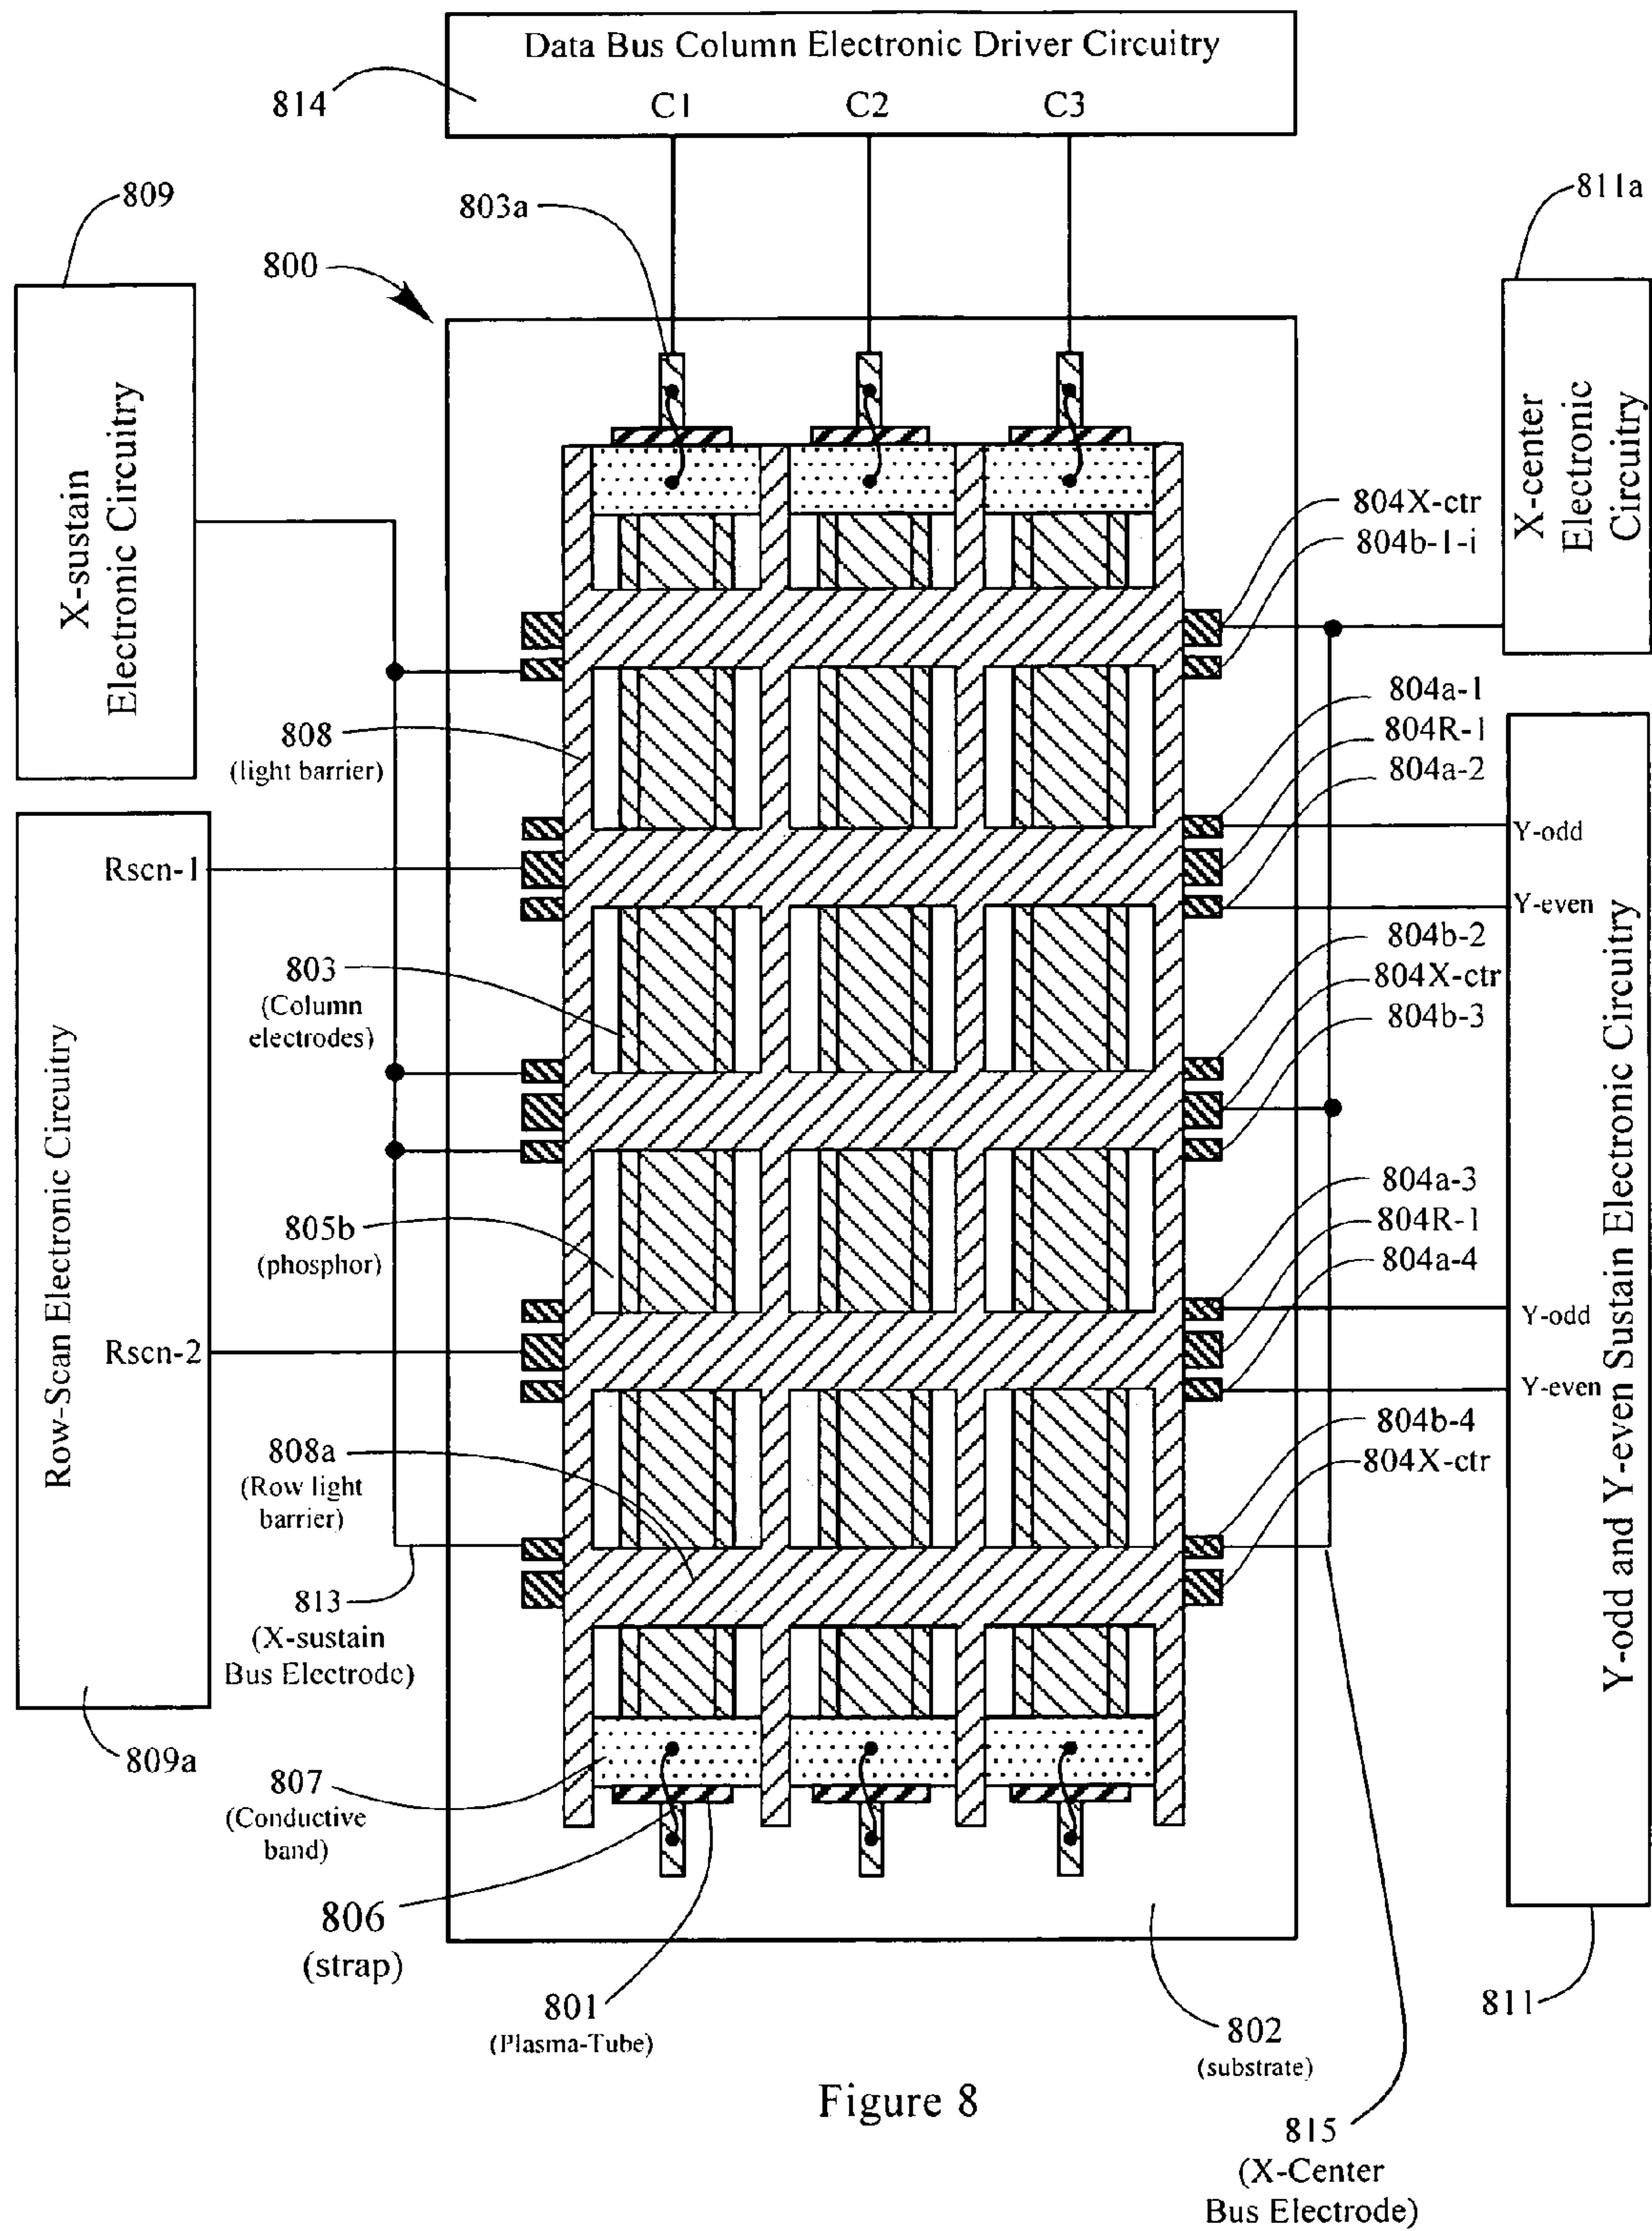 Data Bus Column Electronic Driver Circuitry
814
C1 C2 C3
809
803a
811a
800
X-sustain
Electronic Circuitry
X-center
Electronic
Circuitry
804X-ctr
804b-1-i
804a-1
804R-1
804a-2
808
(light barrier)
Y-odd
Rscn-1
Y-even
804b-2
804X-ctr
804b-3
803
(Column
electrodes)
Row-Scan Electronic Circuitry
Y-odd and Y-even Sustain Electronic Circuitry
804a-3
804R-1
804a-4
805b
(phosphor)
Y-odd
Rscn-2
Y-even
804b-4
804X-ctr
808a
(Row light
barrier)
813
(X-sustain
Bus Electrode)
809a
807
(Conductive
band)
806
(strap)
801
(Plasma-Tube)
802
(substrate)
811
815
(X-Center
Bus Electrode)
Figure 8